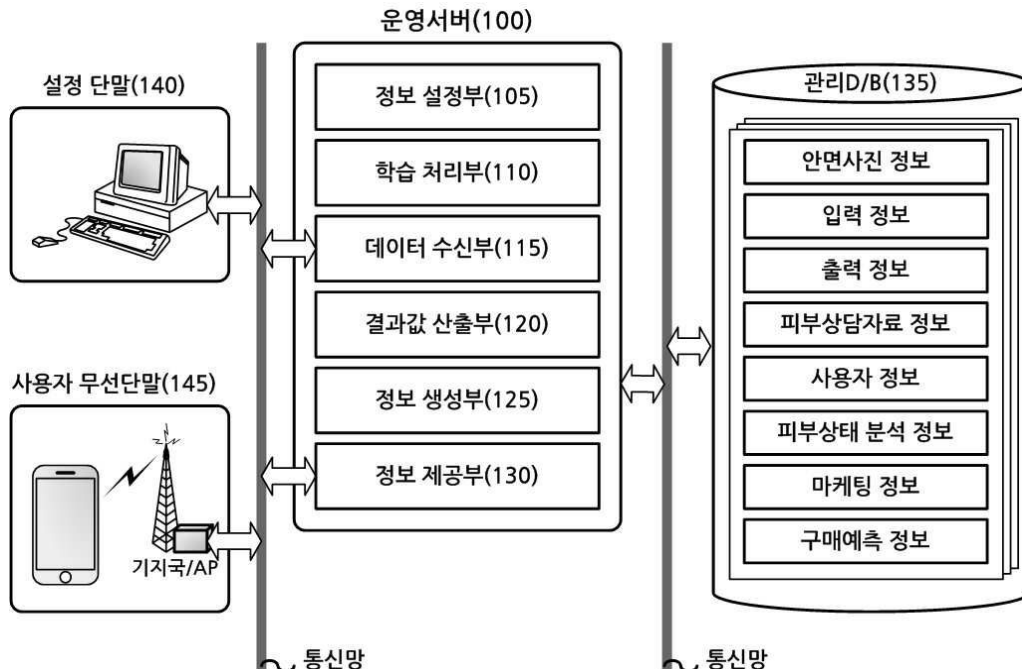 운영서버(100)
설정 단말(140)
정보 설정부(105)
학습 처리부(110)
데이터 수신부(115)
결과값 산출부(120)
정보 생성부(125)
정보 제공부(130)
사용자 무선단말(145)
기지국/AP
관리D/B(135)
안면사진 정보
입력 정보
출력 정보
피부상담자료 정보
사용자 정보
피부상태 분석 정보
마케팅 정보
구매예측 정보
통신망
통신망